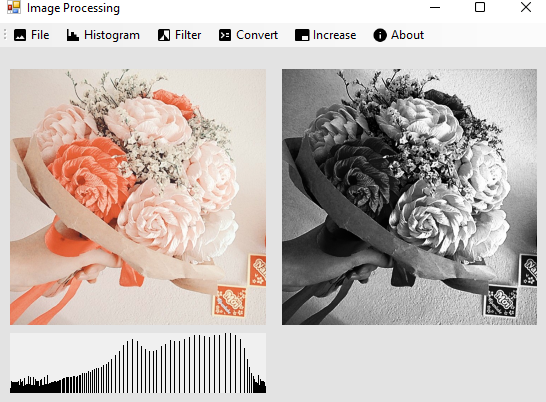 Image Processing
File Histogram Filter Convert Increase About